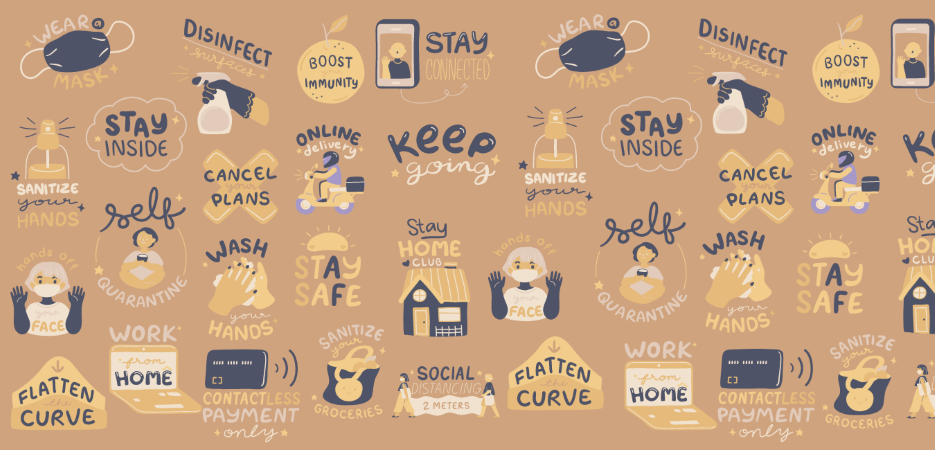 WEAR a
MASK
DISINFECT
surfaces
BOOST
IMMUNITY
STAY
CONNECTED
STAY
INSIDE
ONLINE
delivery
KEEP
going
SANITIZE
your
HANDS
CANCEL
your
PLANS
self
QUARANTINE
Stay
HOME
CLUB
hands off
your
FACE
WASH
your
HANDS
STAY
SAFE
WORK
from
HOME
SANITIZE
your
GROCERIES
FLATTEN
the
CURVE
CONTACTLESS
PAYMENT
only
SOCIAL
DISTANCING
2 METERS
WEAR a
MASK
DISINFECT
surfaces
BOOST
IMMUNITY
STAY
INSIDE
ONLINE
delivery
SANITIZE
your
HANDS
CANCEL
your
PLANS
self
QUARANTINE
hands off
your
FACE
WASH
your
HANDS
STAY
SAFE
WORK
from
HOME
SANITIZE
your
GROCERIES
FLATTEN
the
CURVE
CONTACTLESS
PAYMENT
only